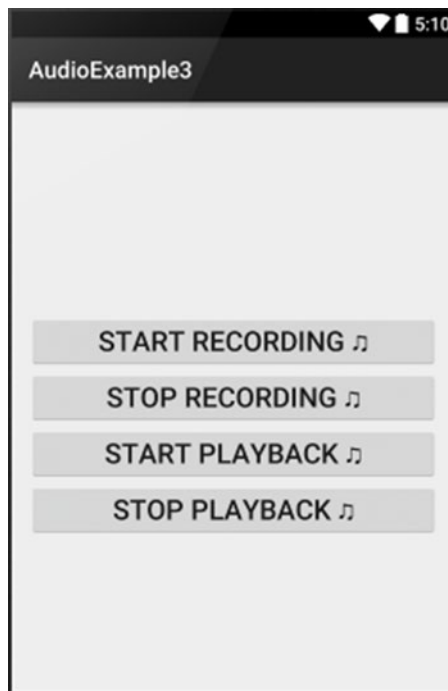 5:10
AudioExample3
START RECORDING ♫
STOP RECORDING ♫
START PLAYBACK ♫
STOP PLAYBACK ♫